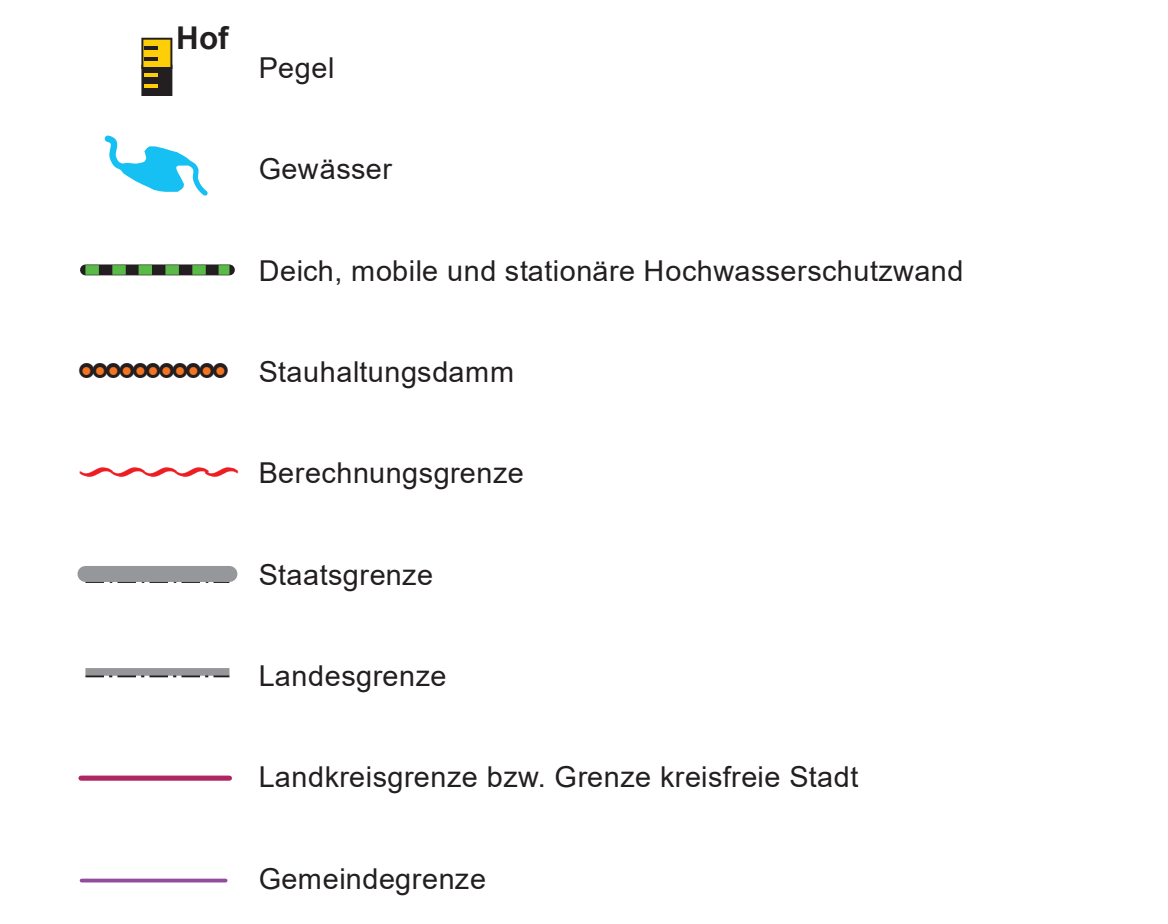 Hof
Pegel
Gewässer
Deich, mobile und stationäre Hochwasserschutzwand
Stauhaltungsdamm
Berechnungsgrenze
Staatsgrenze
Landesgrenze
Landkreisgrenze bzw. Grenze kreisfreie Stadt
Gemeindegrenze